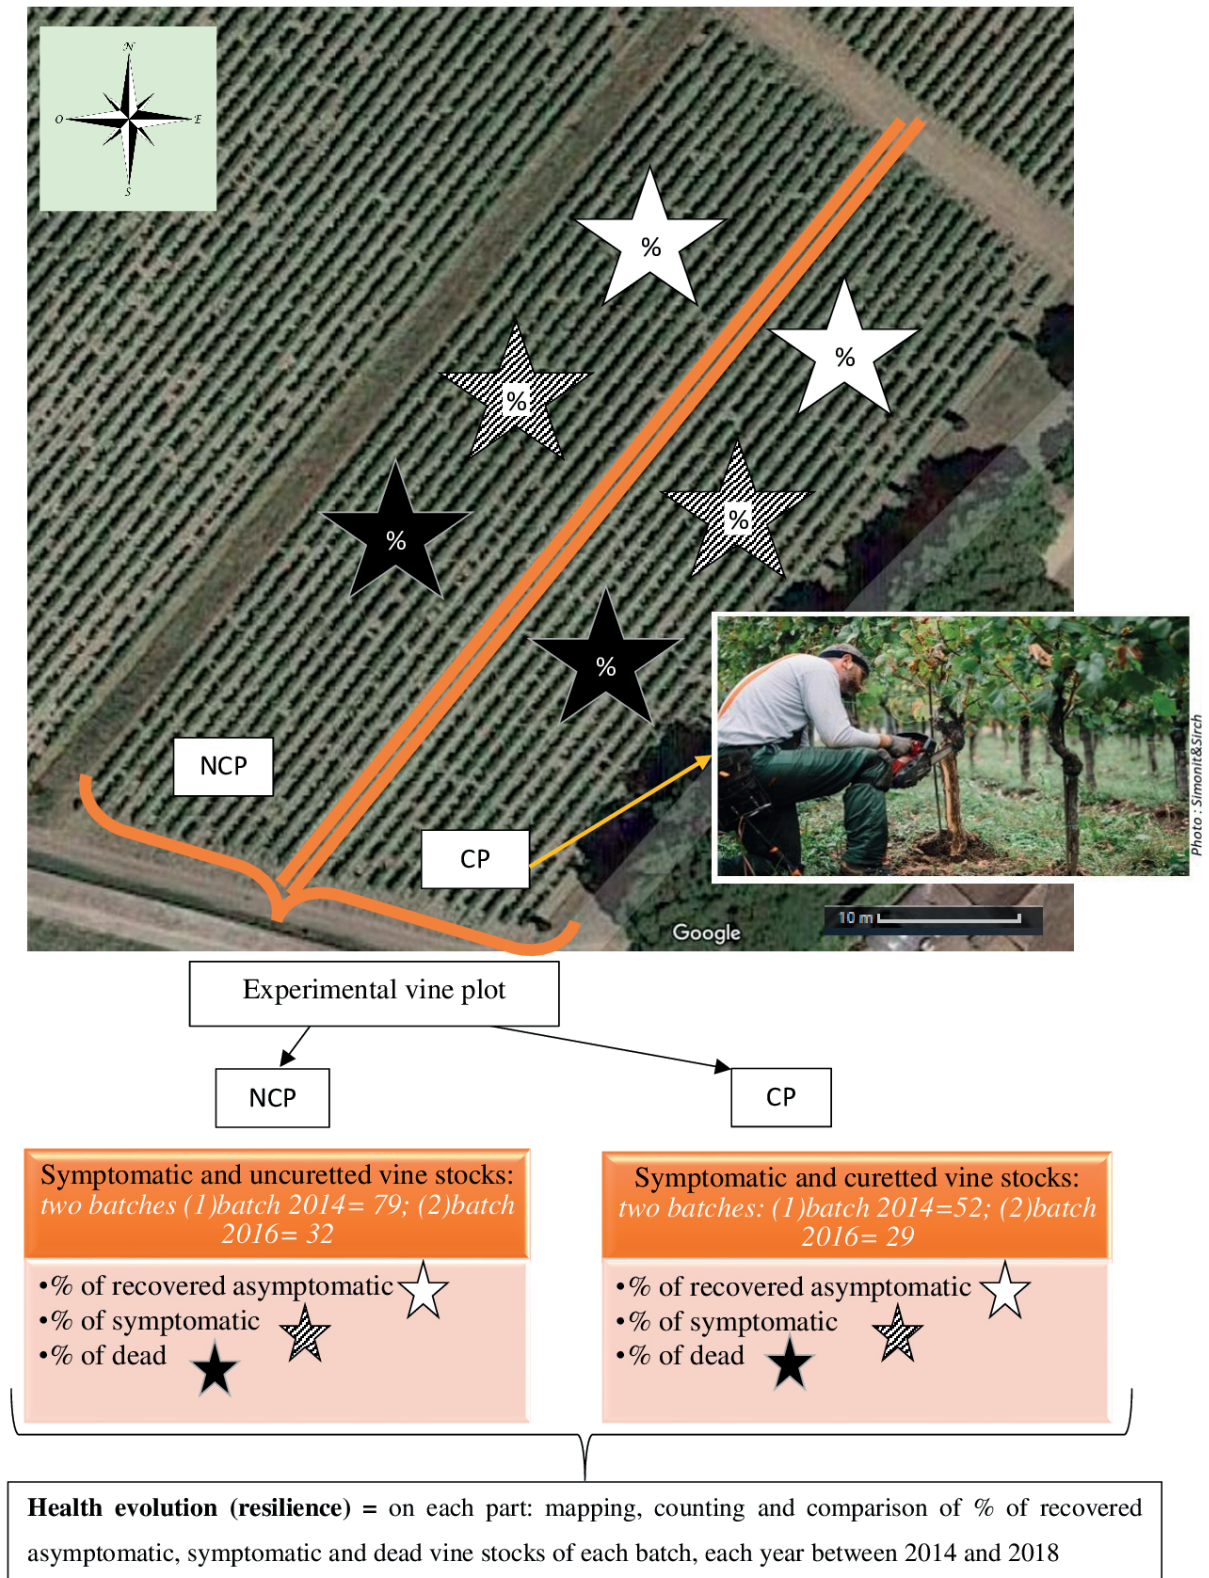 N
O
E
S
%
%
%
%
%
%
NCP
CP
Photo : Simonit&Sirch
Google
10 m
Experimental vine plot
NCP
CP
Symptomatic and uncuretted vine stocks:
two batches (1)batch 2014= 79; (2)batch
2016= 32
•% of recovered asymptomatic
•% of symptomatic
•% of dead
Symptomatic and curetted vine stocks:
two batches: (1)batch 2014=52; (2)batch
2016= 29
•% of recovered asymptomatic
•% of symptomatic
•% of dead
Health evolution (resilience) = on each part: mapping, counting and comparison of % of recovered
asymptomatic, symptomatic and dead vine stocks of each batch, each year between 2014 and 2018